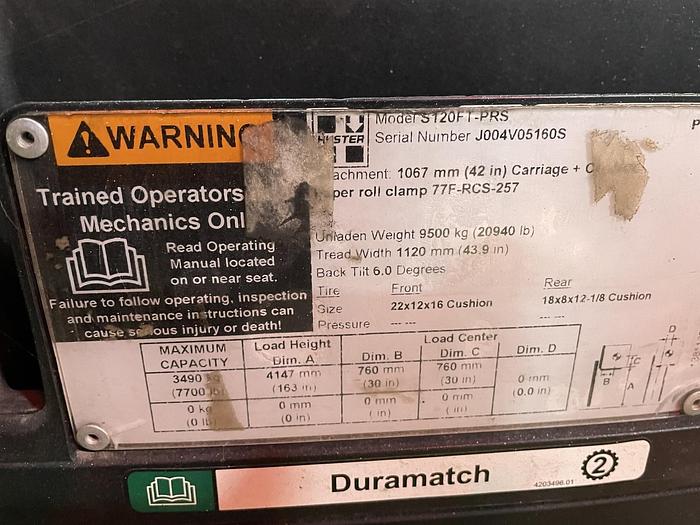 WARNING
Trained Operators
Mechanics Only
Read Operating
Manual located
on or near seat.
Failure to follow operating, inspection
and maintenance instructions can
cause serious injury or death!
HYSTER
Model S120FT-PRS
Serial Number J004V05160S
Attachment: 1067 mm (42 in) Carriage +
Paper roll clamp 77F-RCS-257
Unladen Weight 9500 kg (20940 lb)
Tread Width 1120 mm (43.9 in)
Back Tilt 6.0 Degrees
Tire Front Rear
Size 22x12x16 Cushion 18x8x12-1/8 Cushion
Pressure --- --- --- ---
MAXIMUM CAPACITY Load Height Dim. A Load Center Dim. B Dim. C Dim. D
3490 kg 4147 mm 760 mm 760 mm 0 mm
(7700 lb) (163 in) (30 in) (30 in) (0.0 in)
0 kg 0 mm 0 mm 0 mm
(0 lb) (0 in) ( in) ( in)
D
C
B A
P
Duramatch
4203496.01
2